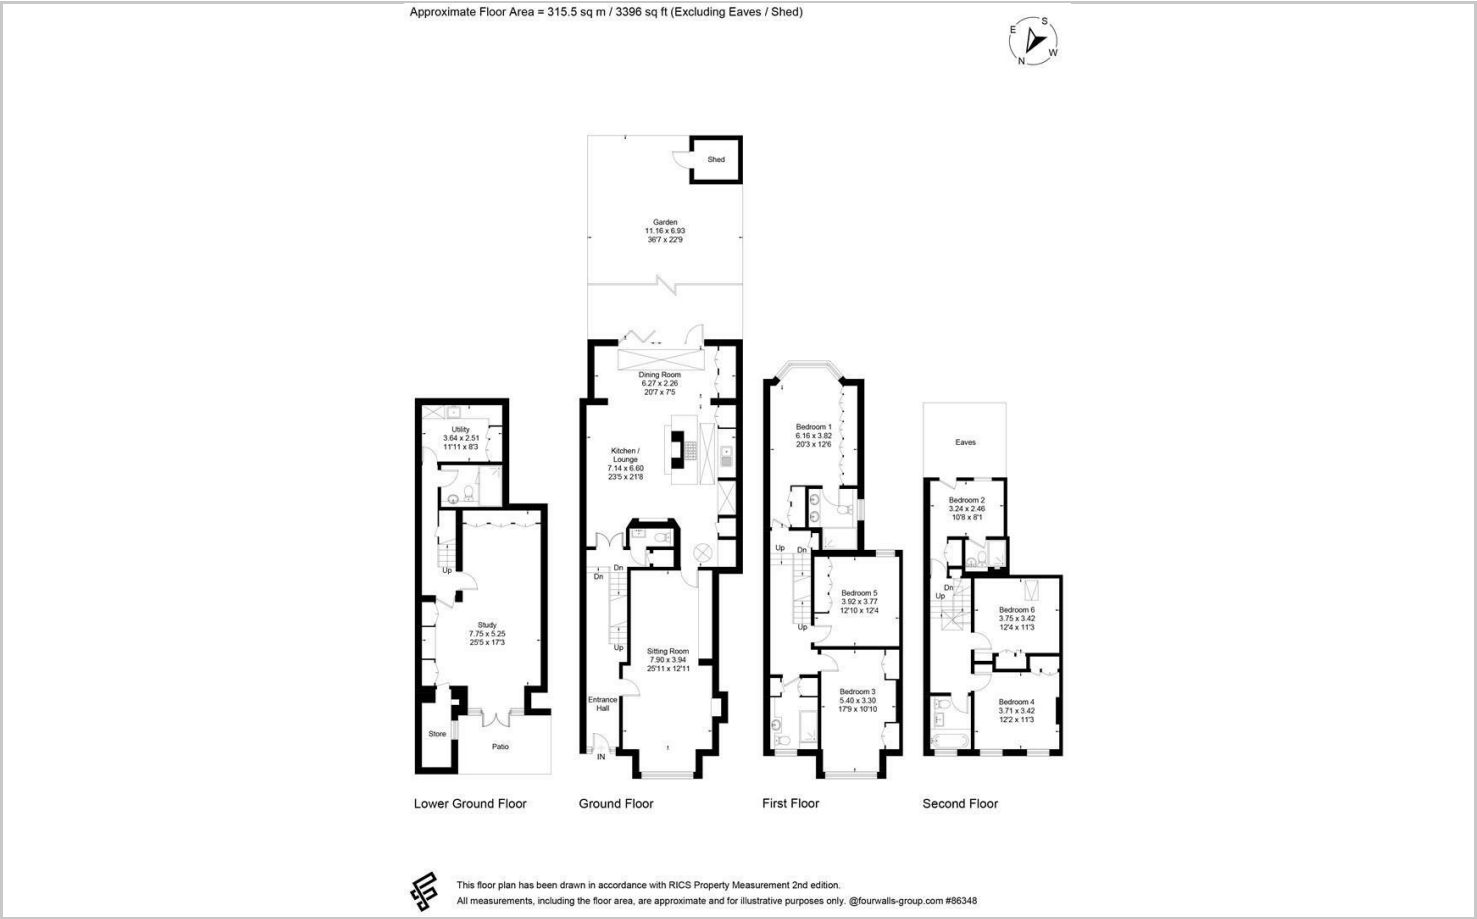 Approximate Floor Area = 315.5 sq m / 3396 sq ft (Excluding Eaves / Shed)
E
S
W
N
Shed
Garden
11.16 x 6.93
36'7 x 22'9
Dining Room
6.27 x 2.26
20'7 x 7'5
Kitchen /
Lounge
7.14 x 6.60
23'5 x 21'8
Dn
Dn
Up
Sitting Room
7.90 x 3.94
25'11 x 12'11
Entrance
Hall
IN
Utility
3.64 x 2.51
11'11 x 8'3
Up
Study
7.75 x 5.25
25'5 x 17'3
Store
Patio
Bedroom 1
6.16 x 3.82
20'3 x 12'6
Up
Dn
Up
Bedroom 5
3.92 x 3.77
12'10 x 12'4
Bedroom 3
5.40 x 3.30
17'9 x 10'10
Eaves
Bedroom 2
3.24 x 2.46
10'8 x 8'1
Dn
Up
Bedroom 6
3.75 x 3.42
12'4 x 11'3
Bedroom 4
3.71 x 3.42
12'2 x 11'3
Lower Ground Floor
Ground Floor
First Floor
Second Floor
This floor plan has been drawn in accordance with RICS Property Measurement 2nd edition.
All measurements, including the floor area, are approximate and for illustrative purposes only. @fourwalls-group.com #86348